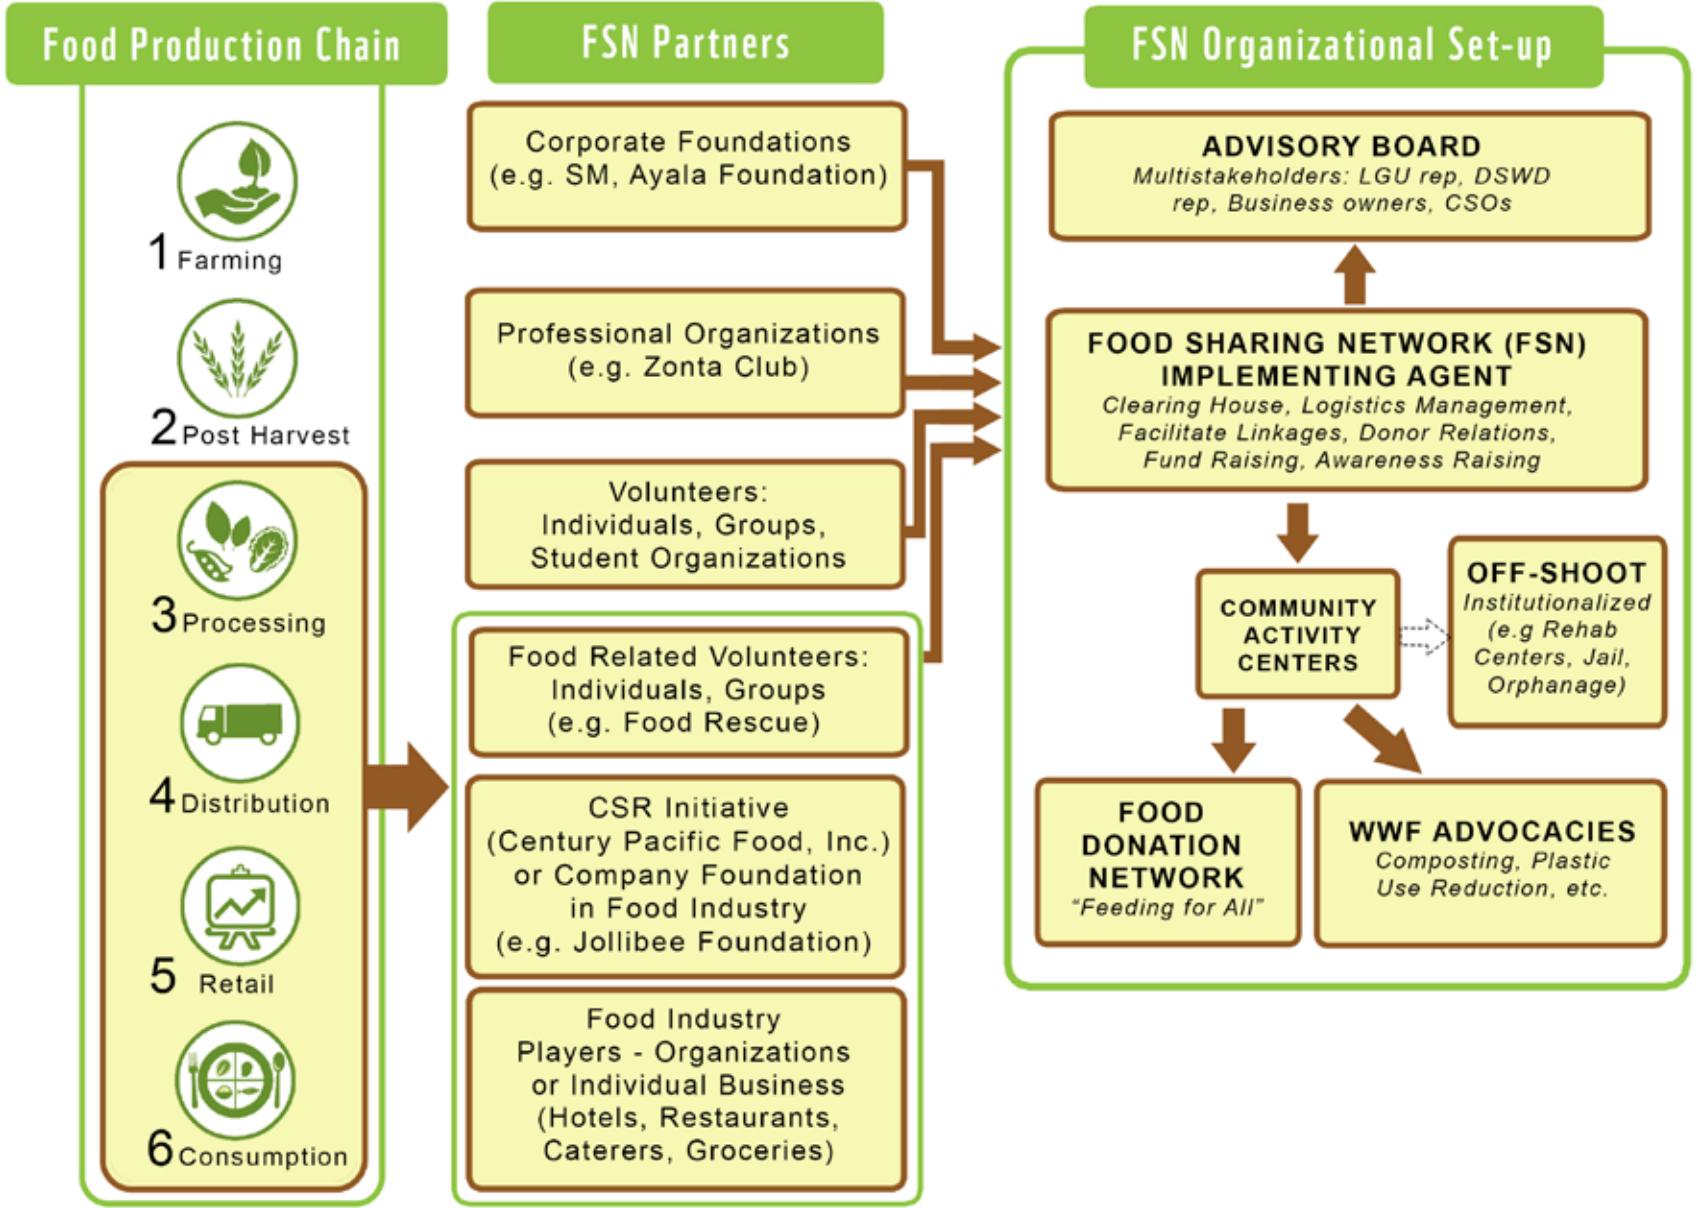 Food Production Chain
1 Farming
2 Post Harvest
3 Processing
4 Distribution
5 Retail
6 Consumption
FSN Partners
Corporate Foundations
(e.g. SM, Ayala Foundation)
Professional Organizations
(e.g. Zonta Club)
Volunteers:
Individuals, Groups,
Student Organizations
Food Related Volunteers:
Individuals, Groups
(e.g. Food Rescue)
CSR Initiative
(Century Pacific Food, Inc.)
or Company Foundation
in Food Industry
(e.g. Jollibee Foundation)
Food Industry
Players - Organizations
or Individual Business
(Hotels, Restaurants,
Caterers, Groceries)
FSN Organizational Set-up
ADVISORY BOARD
Multistakeholders: LGU rep, DSWD
rep, Business owners, CSOs
FOOD SHARING NETWORK (FSN)
IMPLEMENTING AGENT
Clearing House, Logistics Management,
Facilitate Linkages, Donor Relations,
Fund Raising, Awareness Raising
COMMUNITY
ACTIVITY
CENTERS
OFF-SHOOT
Institutionalized
(e.g Rehab
Centers, Jail,
Orphanage)
FOOD
DONATION
NETWORK
“Feeding for All”
WWF ADVOCACIES
Composting, Plastic
Use Reduction, etc.